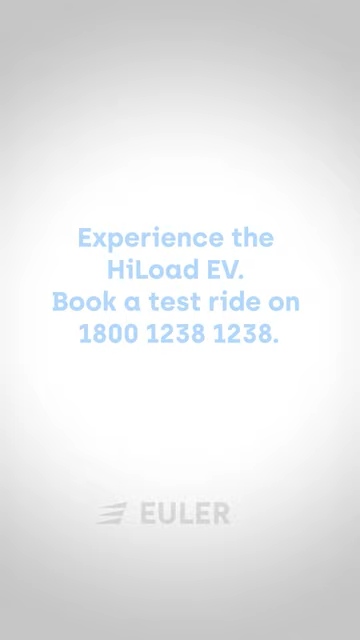 Experience the
HiLoad EV.
Book a test ride on
1800 1238 1238.
EULER